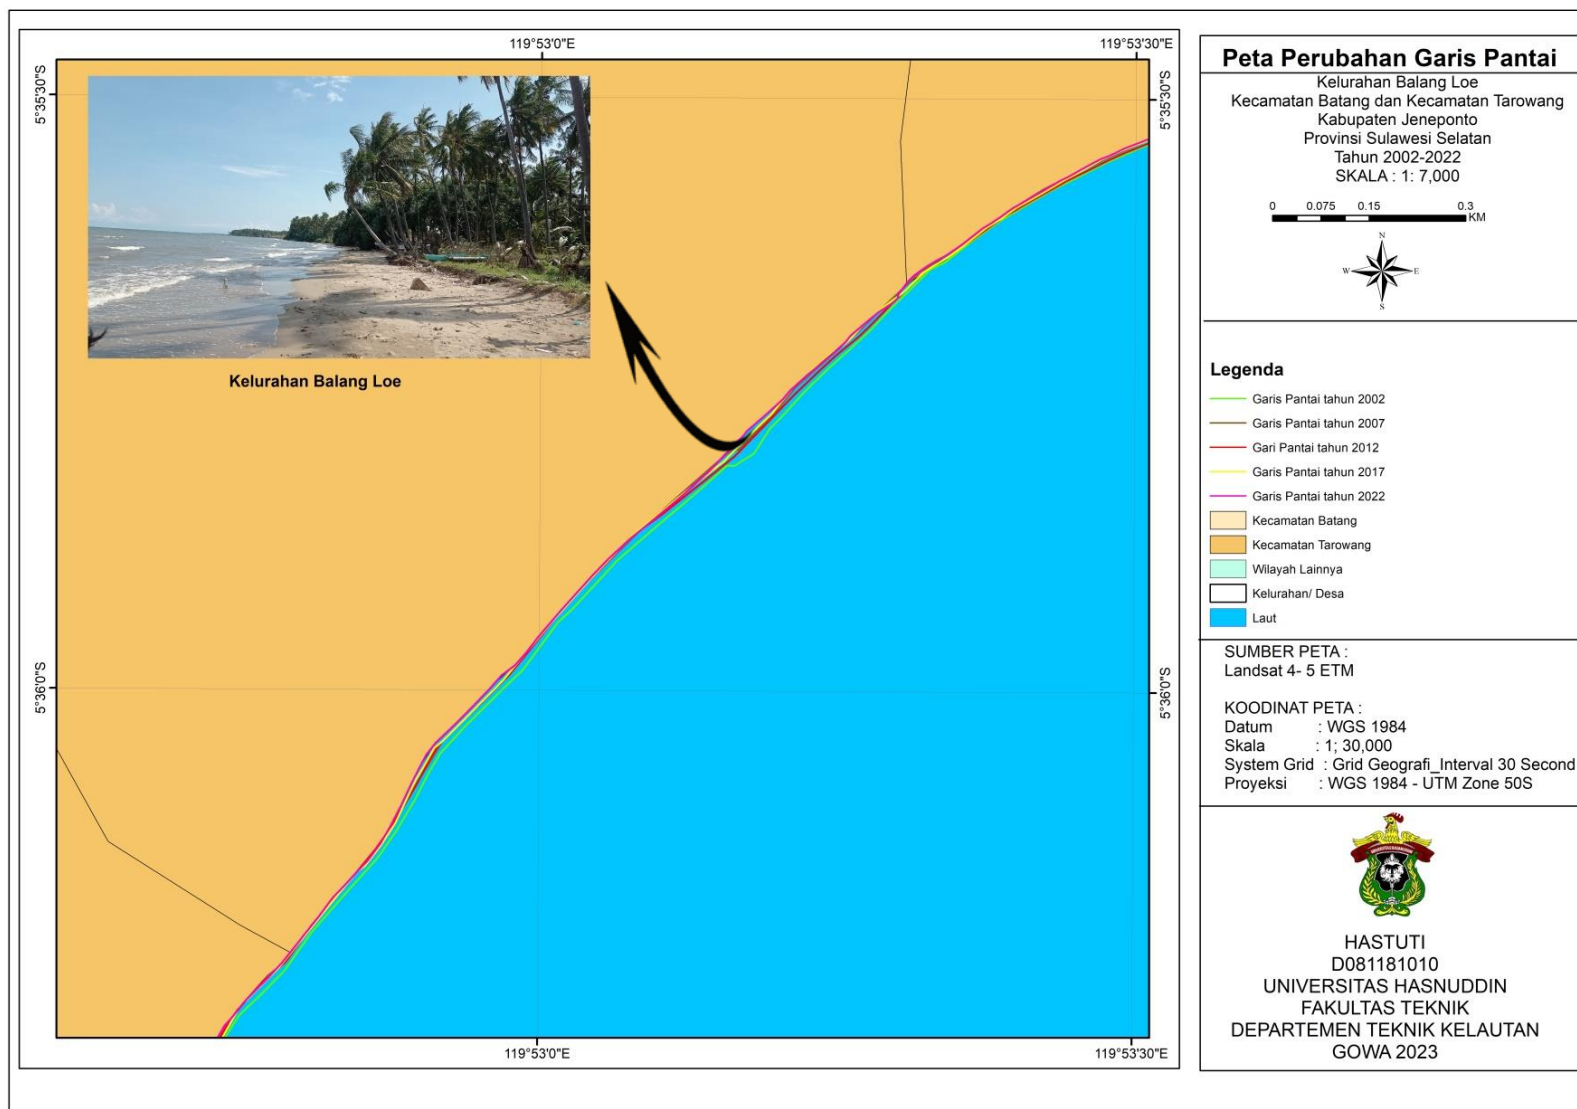 119°53'0"E
119°53'30"E
5°35'30"S
5°35'30"S
Kelurahan Balang Loe
5°36'0"S
5°36'0"S
119°53'0"E
119°53'30"E
Peta Perubahan Garis Pantai
Kelurahan Balang Loe
Kecamatan Batang dan Kecamatan Tarowang
Kabupaten Jeneponto
Provinsi Sulawesi Selatan
Tahun 2002-2022
SKALA : 1: 7,000
0 0.075 0.15 0.3
KM
N
W E
S
Legenda
Garis Pantai tahun 2002
Garis Pantai tahun 2007
Gari Pantai tahun 2012
Garis Pantai tahun 2017
Garis Pantai tahun 2022
Kecamatan Batang
Kecamatan Tarowang
Wilayah Lainnya
Kelurahan/ Desa
Laut
SUMBER PETA :
Landsat 4- 5 ETM
KOODINAT PETA :
Datum : WGS 1984
Skala : 1; 30,000
System Grid : Grid Geografi_Interval 30 Second
Proyeksi : WGS 1984 - UTM Zone 50S
HASTUTI
D081181010
UNIVERSITAS HASNUDDIN
FAKULTAS TEKNIK
DEPARTEMEN TEKNIK KELAUTAN
GOWA 2023